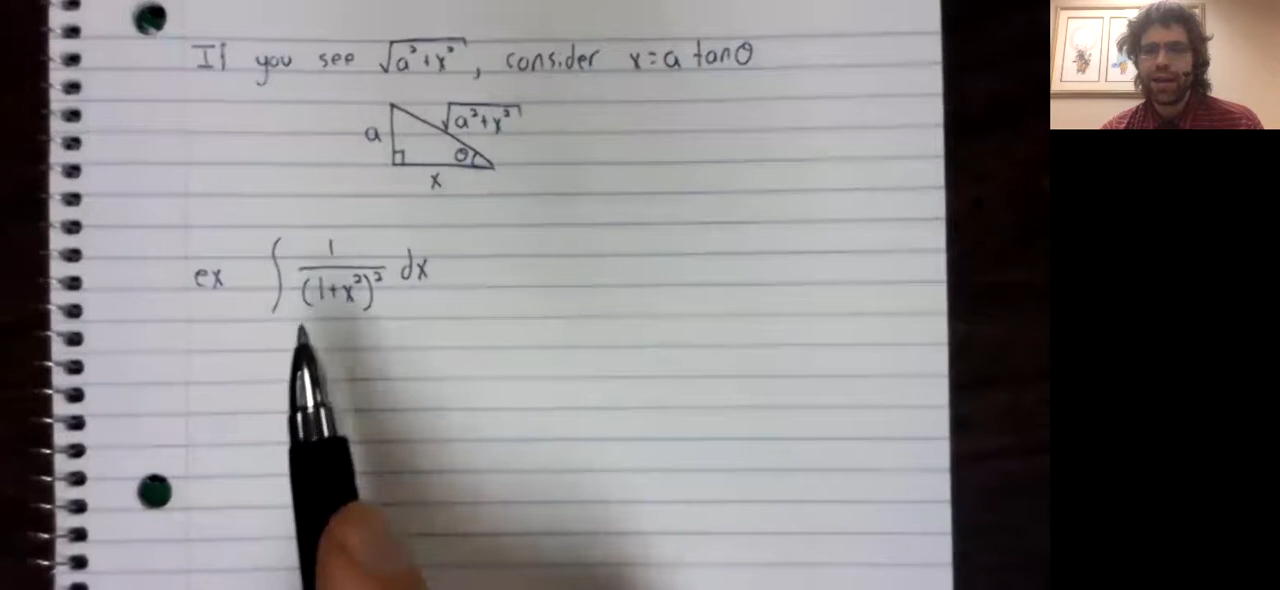 If you see √(a²+x²), consider x=a tanθ
a
√(a²+x²)
θ
x
ex ∫ 1/(1+x²)² dx